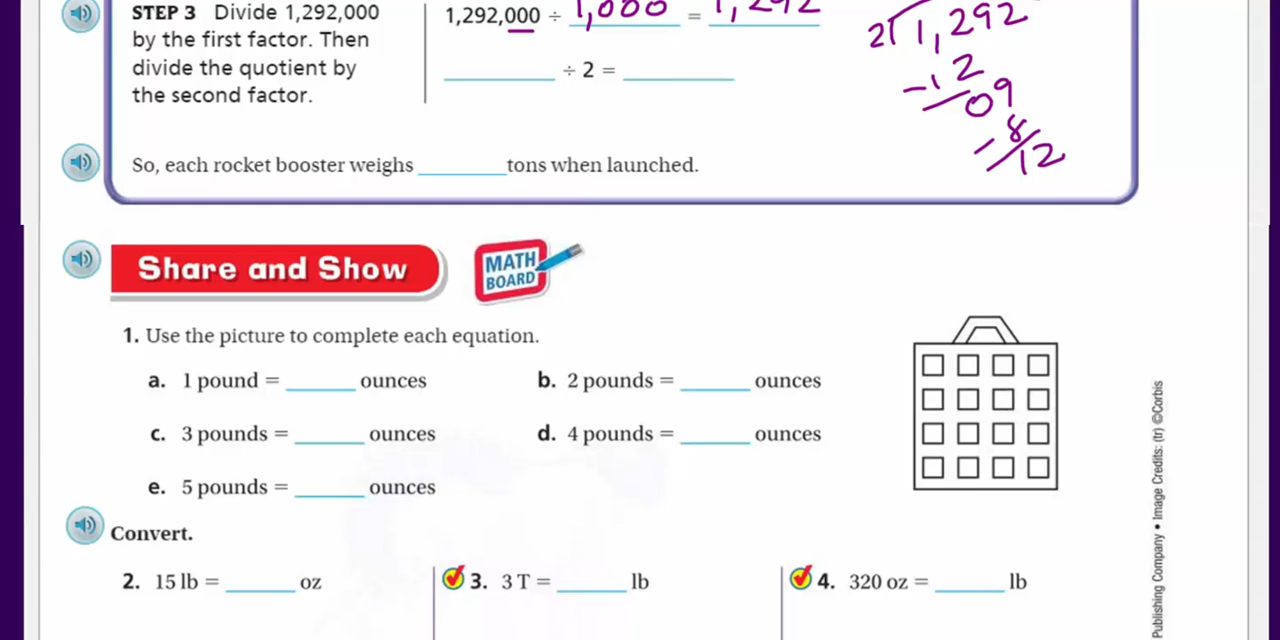 STEP 3 Divide 1,292,000
by the first factor. Then
divide the quotient by
the second factor.
1,292,000 ÷ 1,000 = 1,292
÷ 2 =
2 1,292
-12
09
-8
12
So, each rocket booster weighs tons when launched.
Share and Show
MATH
BOARD
1. Use the picture to complete each equation.
a. 1 pound = ounces
b. 2 pounds = ounces
c. 3 pounds = ounces
d. 4 pounds = ounces
e. 5 pounds = ounces
Convert.
2. 15 lb = oz
3. 3 T = lb
4. 320 oz = lb
Publishing Company • Image Credits: (tr) ©Corbis